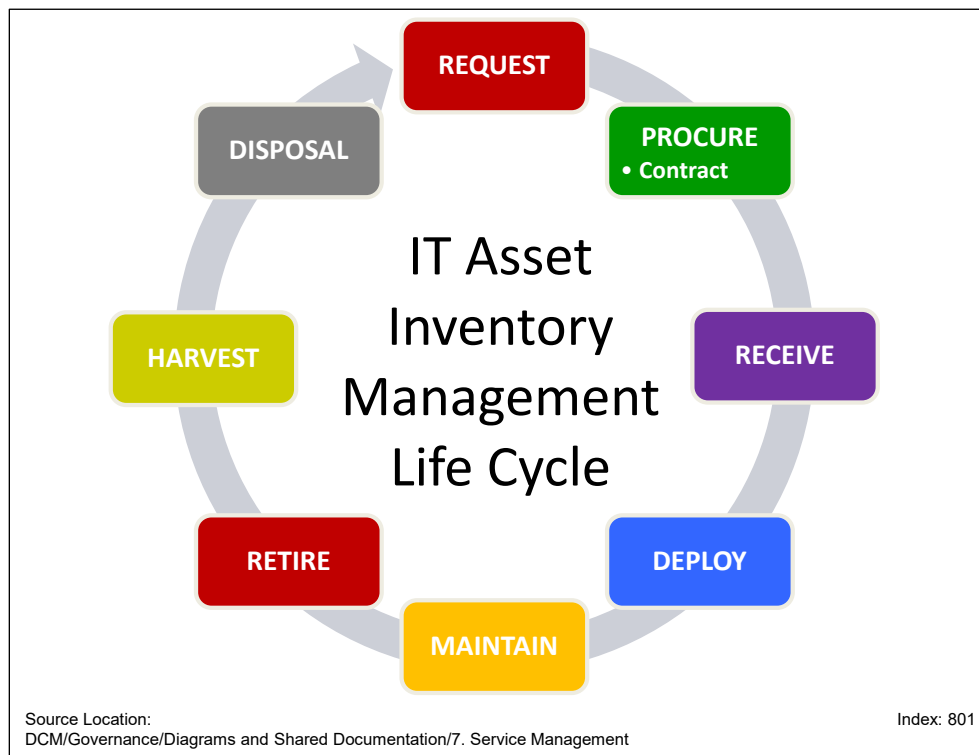 REQUEST
PROCURE
• Contract
RECEIVE
DEPLOY
MAINTAIN
RETIRE
HARVEST
DISPOSAL
IT Asset
Inventory
Management
Life Cycle
Source Location:
DCM/Governance/Diagrams and Shared Documentation/7. Service Management
Index: 801